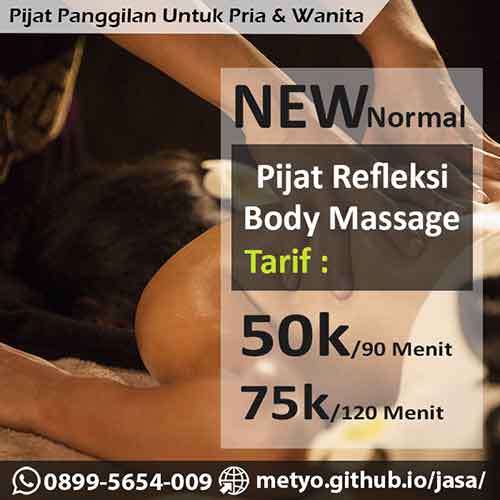 Pijat Panggilan Untuk Pria & Wanita
NEW Normal
Pijat Refleksi
Body Massage
Tarif :
50k/90 Menit
75k/120 Menit
0899-5654-009 metyo.github.io/jasa/